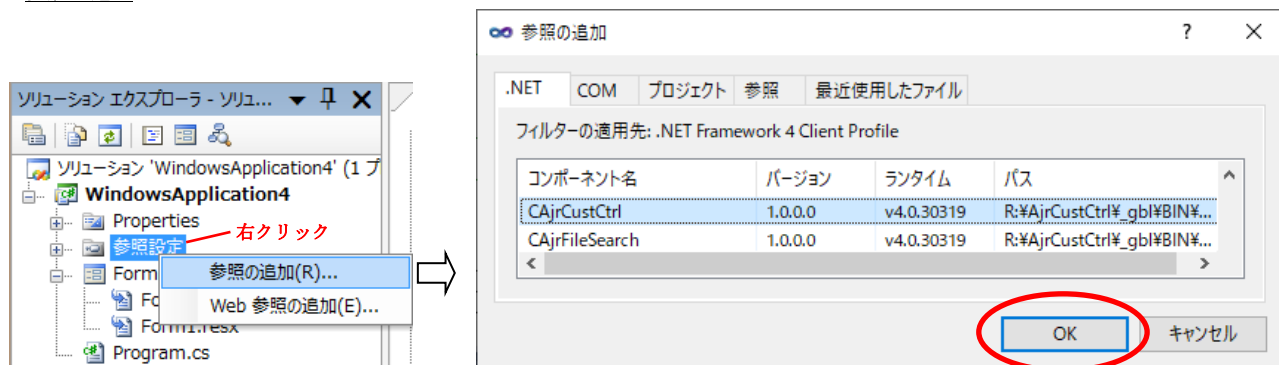 ソリューション エクスプローラ - ソリュ...
ソリューション 'WindowsApplication4' (1 プ
WindowsApplication4
Properties
参照設定
右クリック
Form
参照の追加(R)...
Fo
Web 参照の追加(E)...
Form1.resx
Program.cs
参照の追加
?
.NET
COM
プロジェクト
参照
最近使用したファイル
フィルターの適用先: .NET Framework 4 Client Profile
コンポーネント名 バージョン ランタイム パス
CAjrCustCtrl 1.0.0.0 v4.0.30319 R:¥AjrCustCtrl¥_gbl¥BIN¥...
CAjrFileSearch 1.0.0.0 v4.0.30319 R:¥AjrCustCtrl¥_gbl¥BIN¥...
OK
キャンセル